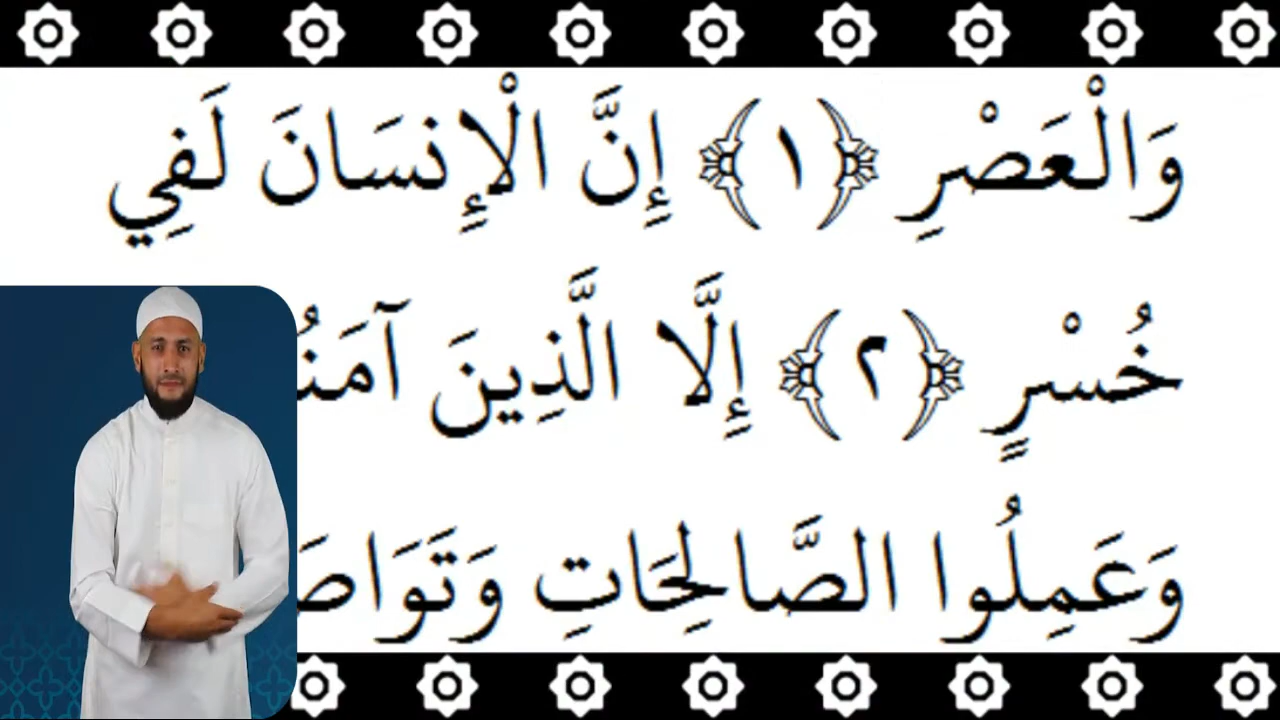 وَالْعَصْرِ ﴿١﴾ إِنَّ الْإِنسَانَ لَفِي
خُسْرٍ ﴿٢﴾ إِلَّا الَّذِينَ
وَعَمِلُوا الصَّالِحَاتِ